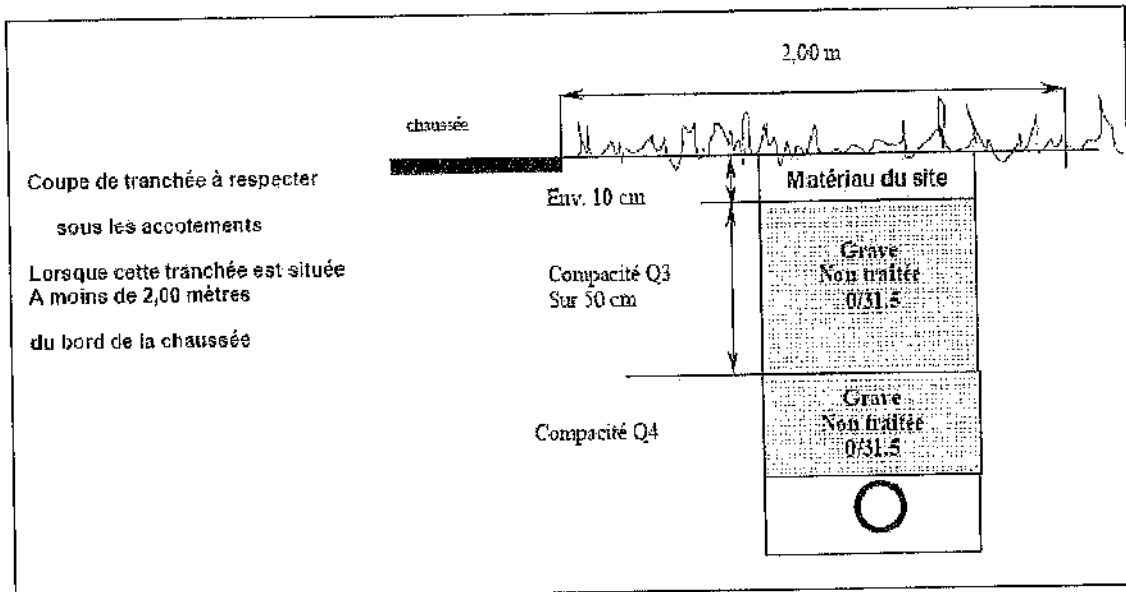 2,00 m
chaussée
Coupe de tranchée à respecter
sous les accotements
Lorsque cette tranchée est située
A moins de 2,00 mètres
du bord de la chaussée
Env. 10 cm
Matériau du site
Compacité Q3
Sur 50 cm
Grave
Non traitée
0/31.5
Compacité Q4
Grave
Non traitée
0/31.5